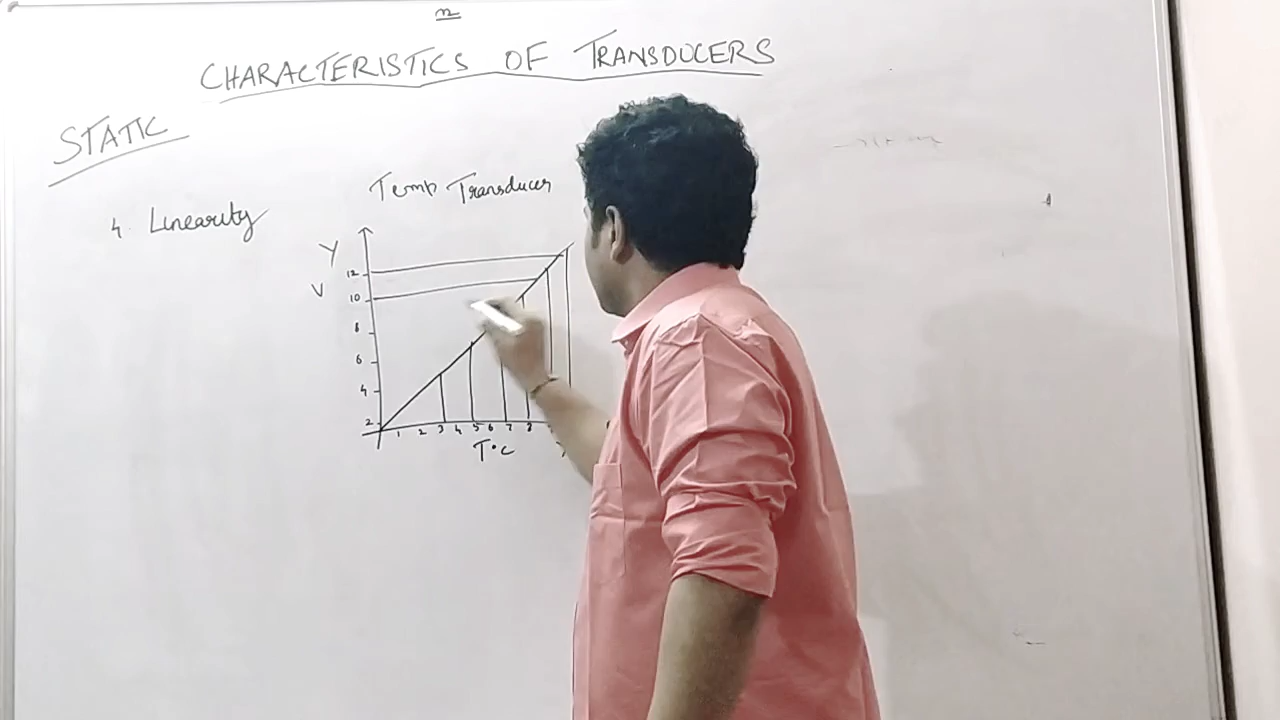 n
CHARACTERISTICS OF TRANSDUCERS
STATIC
Temp Transducer
4. Linearity
Y
V
12
10
8
6
4
2
1 2 3 4 5 6 7 8
T°C